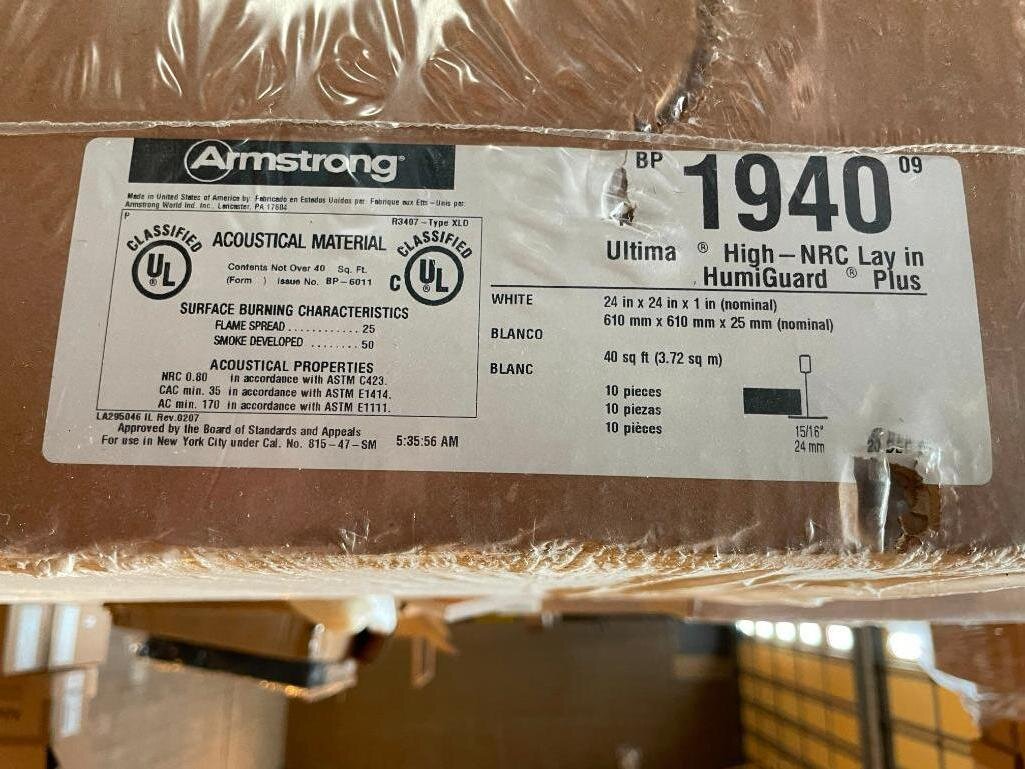 Armstrong®
Made in United States of America by: Fabricado en Estados Unidos por: Fabrique aux Etts-Unis par:
Armstrong World Ind. Inc., Lancaster, PA 17604
P
R3407 - Type XLD
CLASSIFIED
UL
®
ACOUSTICAL MATERIAL
Contents Not Over 40 Sq. Ft.
(Form ) Issue No. BP-6011
CLASSIFIED
C UL
®
SURFACE BURNING CHARACTERISTICS
FLAME SPREAD ............ 25
SMOKE DEVELOPED ........ 50
ACOUSTICAL PROPERTIES
NRC 0.80 in accordance with ASTM C423.
CAC min. 35 in accordance with ASTM E1414.
AC min. 170 in accordance with ASTM E1111.
LA295046 IL Rev.0207
Approved by the Board of Standards and Appeals
For use in New York City under Cal. No. 815-47-SM 5:35:56 AM
BP 1940 09
Ultima ® High-NRC Lay in
HumiGuard ® Plus
WHITE
BLANCO
BLANC
24 in x 24 in x 1 in (nominal)
610 mm x 610 mm x 25 mm (nominal)
40 sq ft (3.72 sq m)
10 pieces
10 piezas
10 pièces
15/16"
24 mm